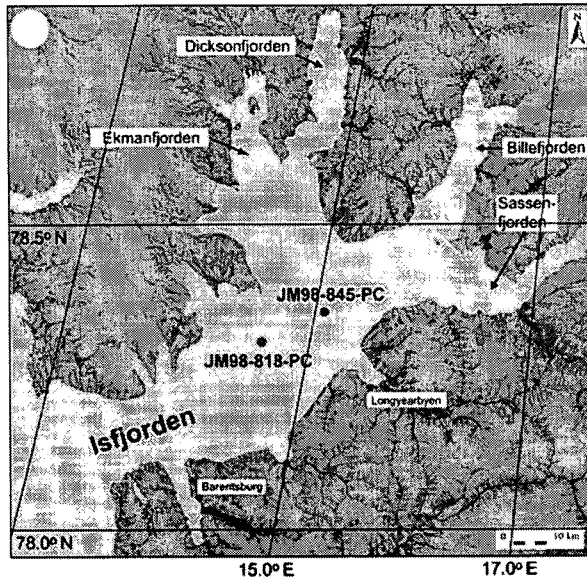 Dicksonfjorden
Ekmanfjorden
Billefjorden
Sassen-
fjorden
78.5° N
JM98-845-PC
JM98-818-PC
Longyearbyen
Isfjorden
Barentsburg
78.0° N
15.0° E
17.0° E